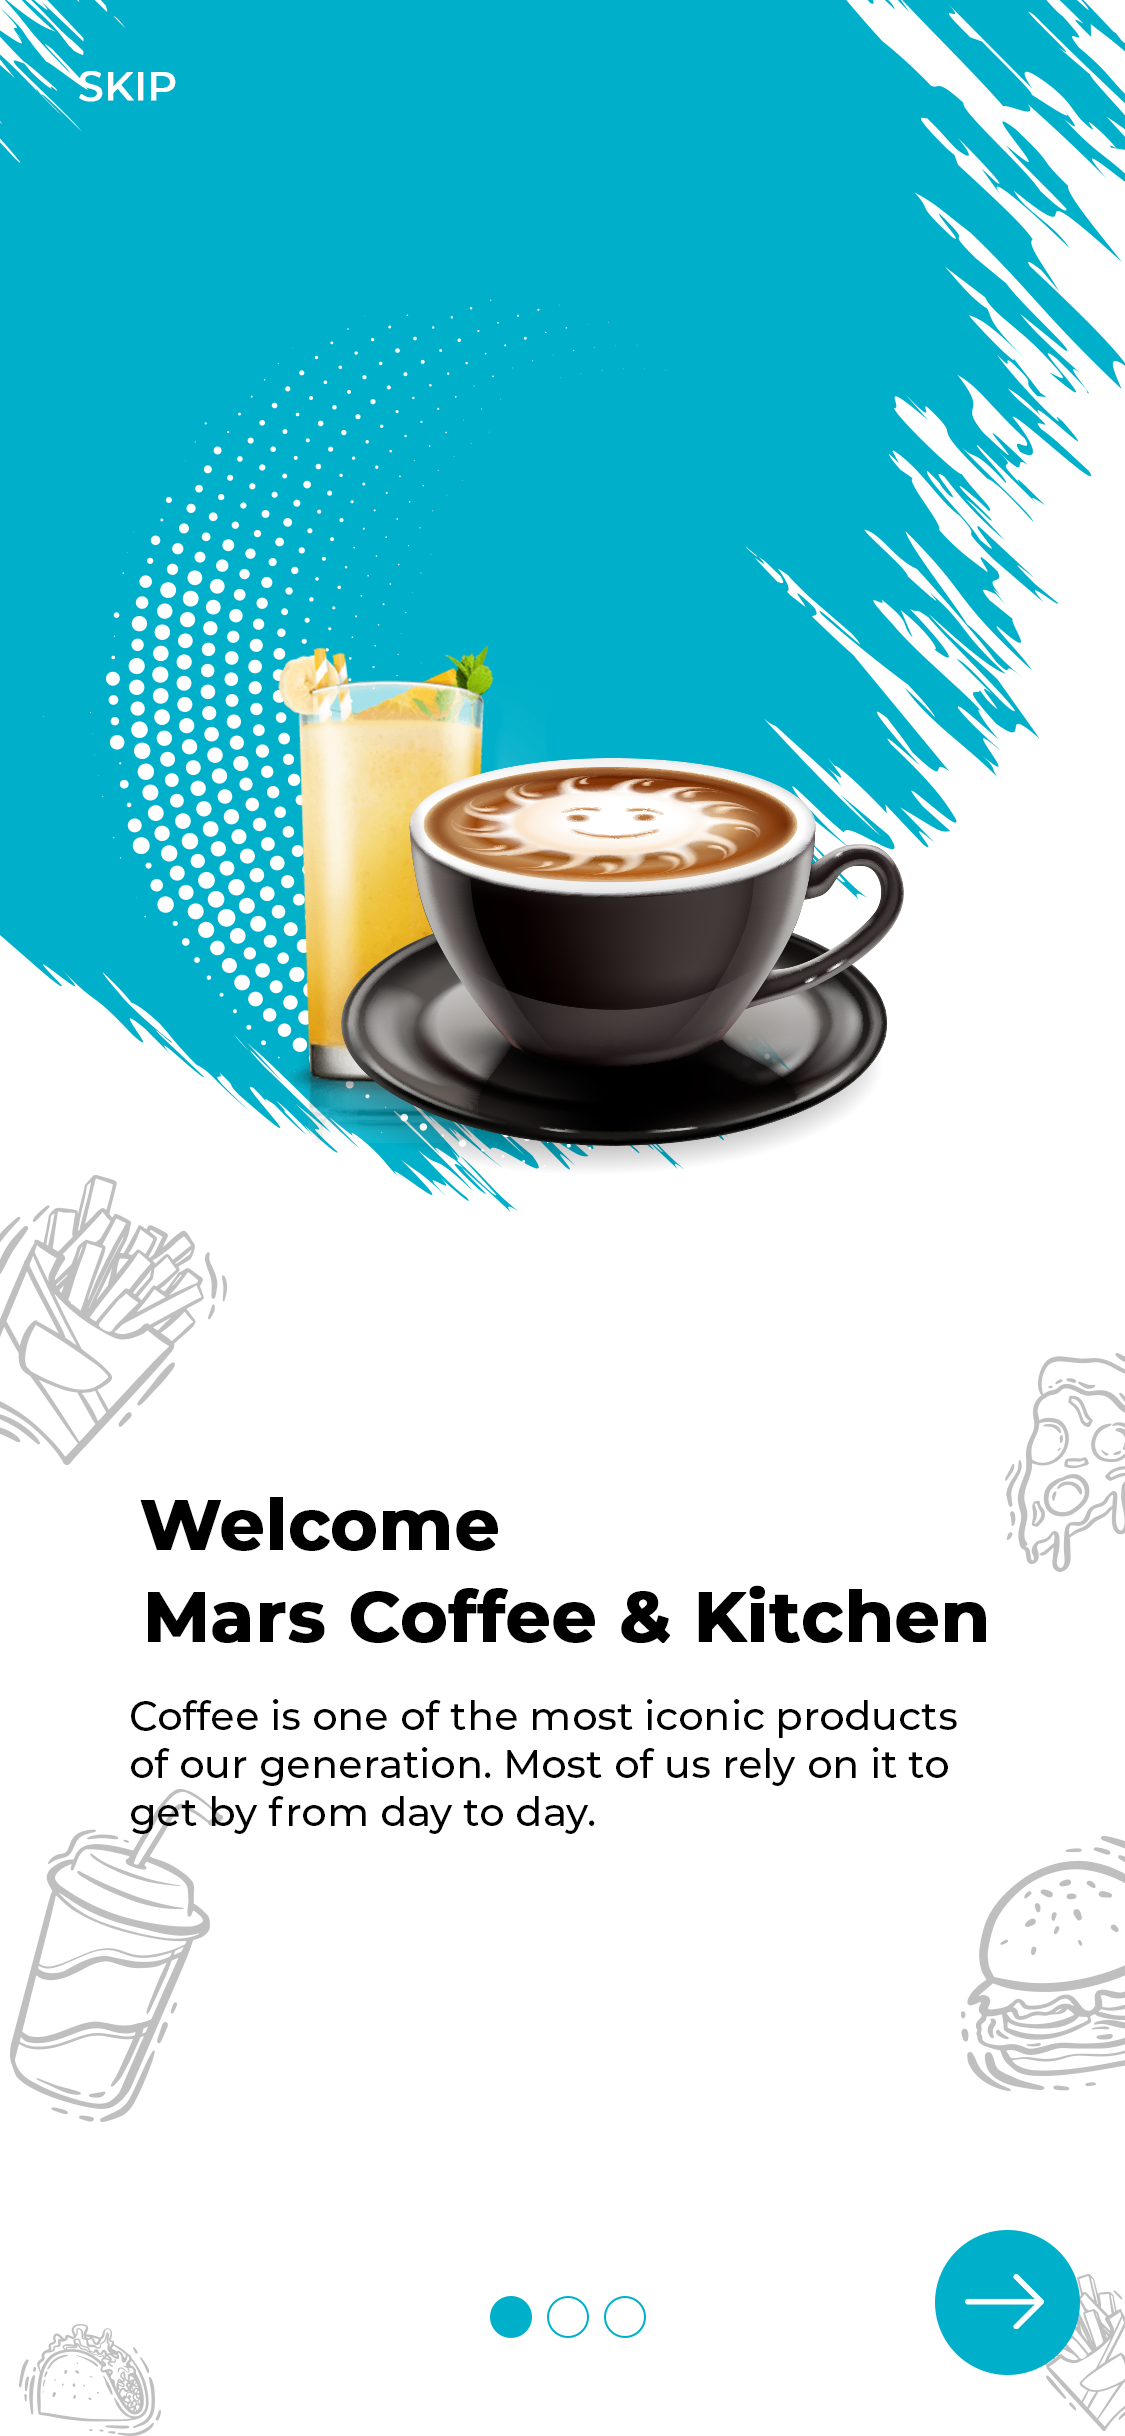 SKIP
Welcome
Mars Coffee & Kitchen
Coffee is one of the most iconic products
of our generation. Most of us rely on it to
get by from day to day.